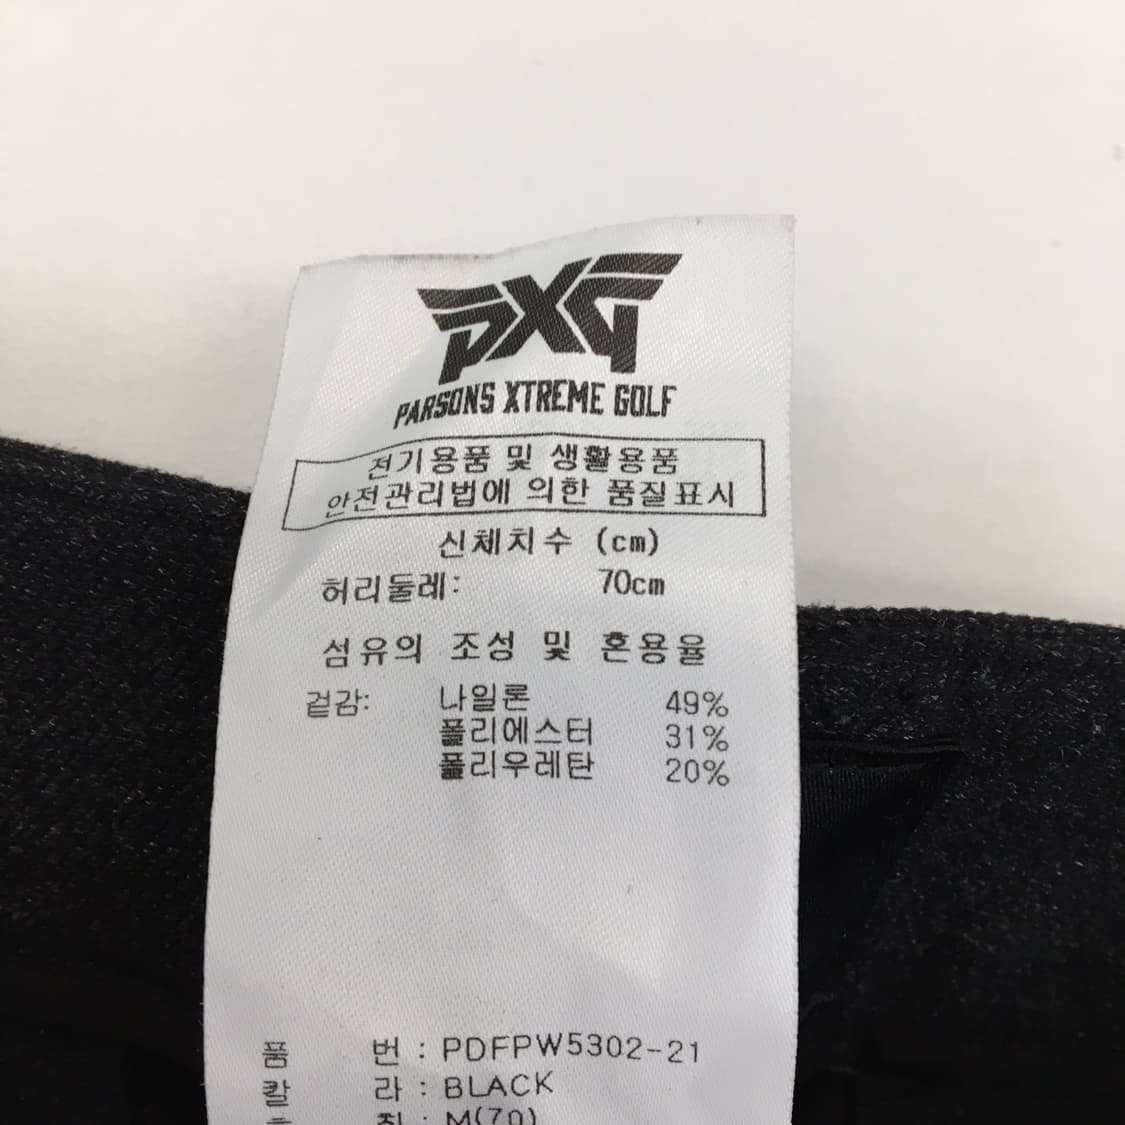 PXG
PARSONS XTREME GOLF
전기용품 및 생활용품
안전관리법에 의한 품질표시
신체치수 (cm)
허리둘레: 70cm
섬유의 조성 및 혼용율
겉감: 나일론 49%
폴리에스터 31%
폴리우레탄 20%
품 번 : PDFPW5302-21
칼 라 : BLACK
칫 : M(70)